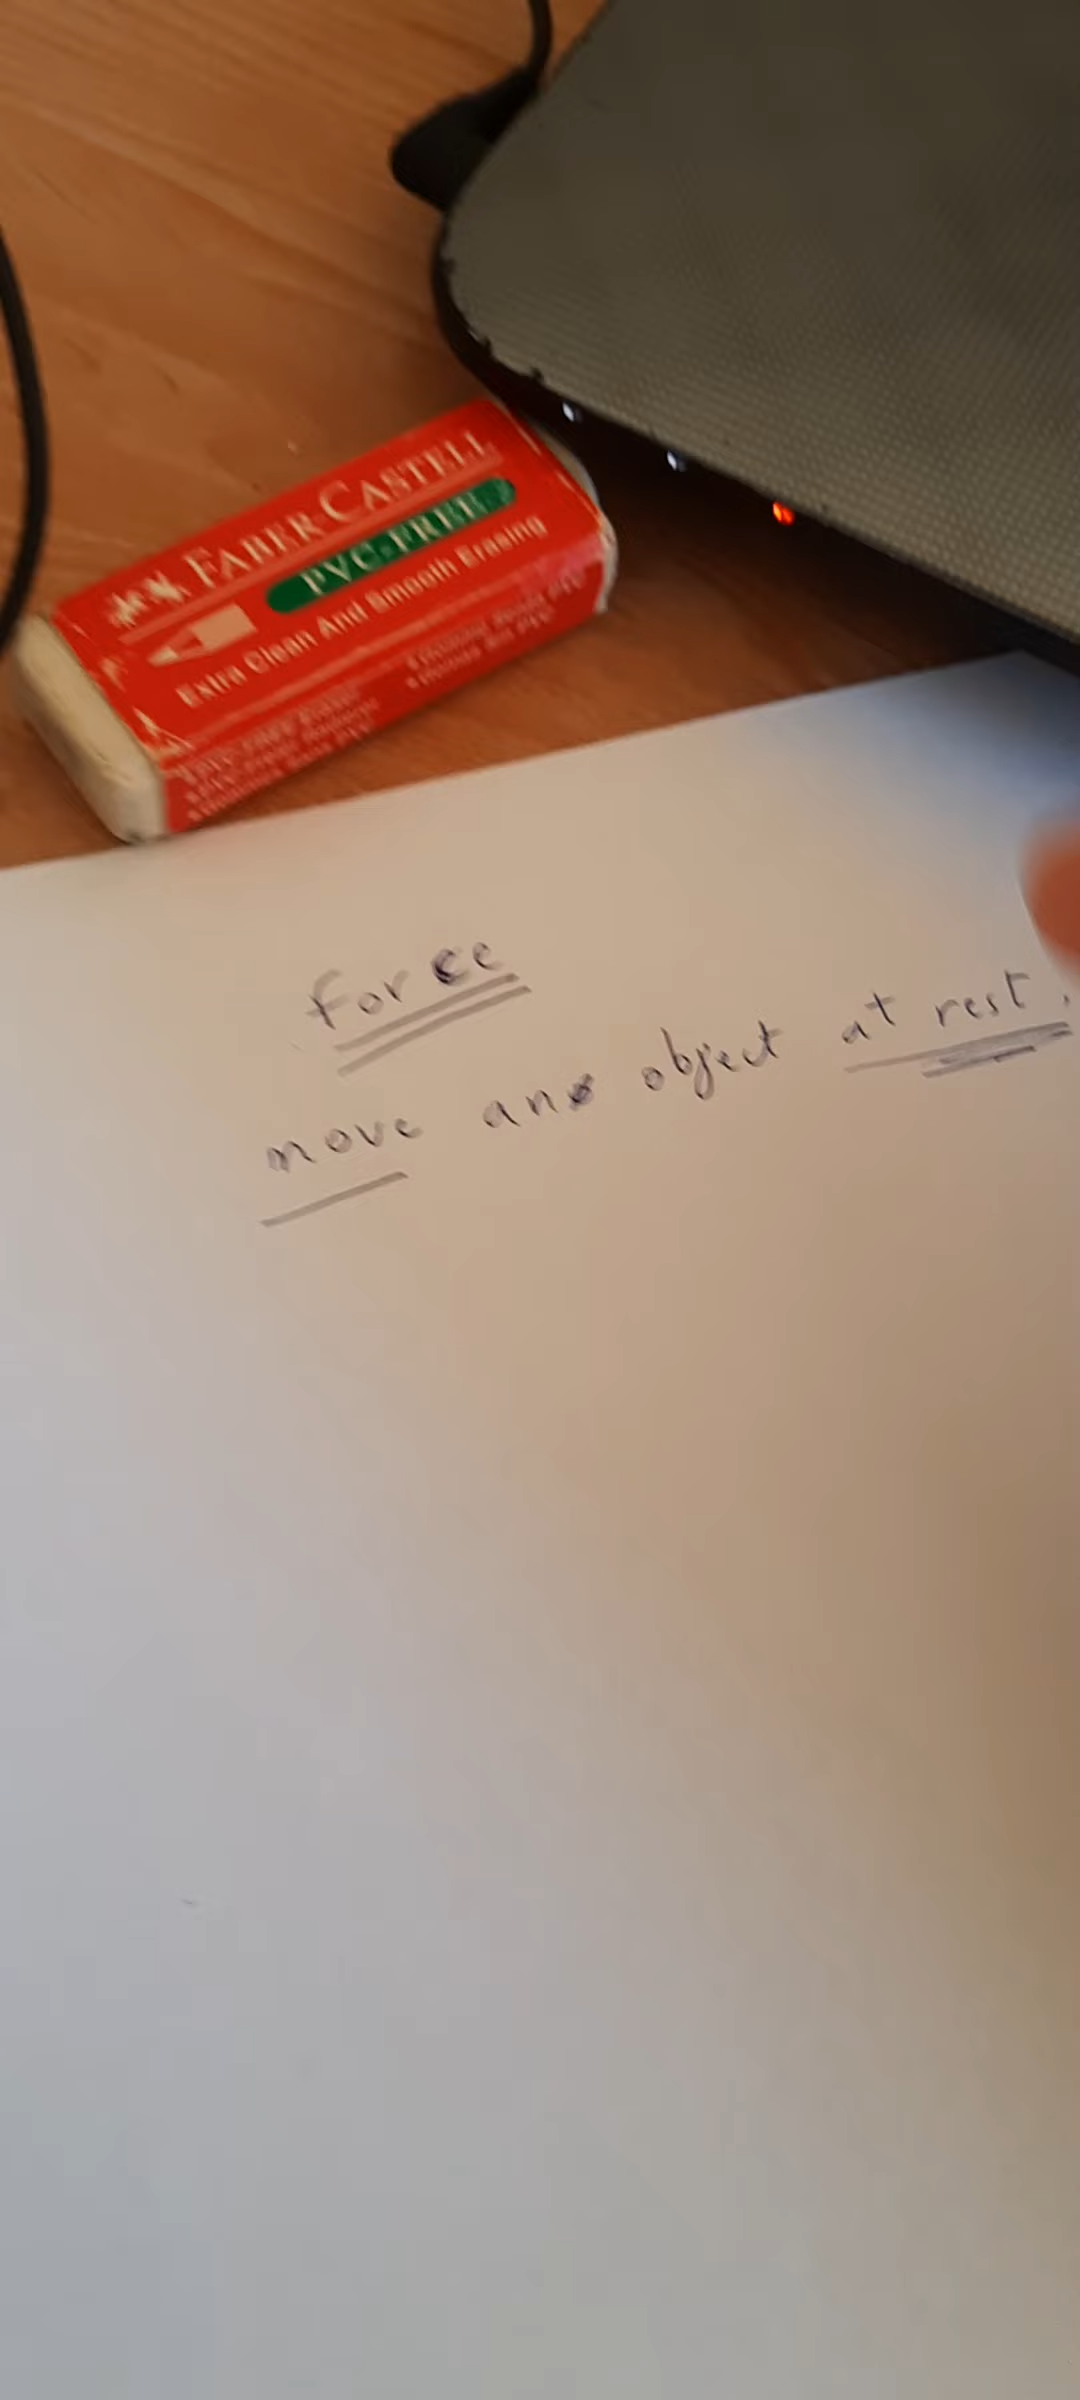 FABER-CASTELL
PVC-FREE
Extra Clean And Smooth Erasing
force
move an object at rest.